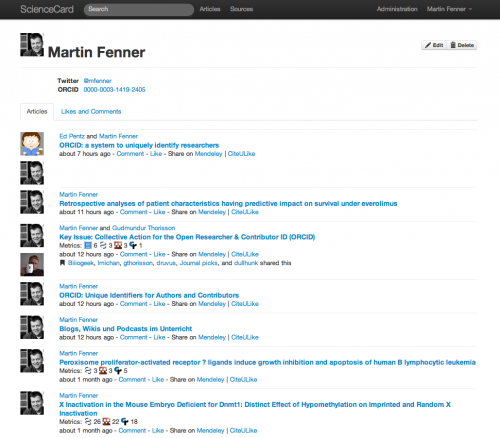 ScienceCard Search Articles Sources Administration Martin Fenner
Martin Fenner
Edit Delete
Twitter @mfenner
ORCID 0000-0003-1419-2405
Articles Likes and Comments
Ed Pentz and Martin Fenner
ORCID: a system to uniquely identify researchers
about 7 hours ago - Comment - Like - Share on Mendeley | CiteULike
Martin Fenner
Retrospective analyses of patient characteristics having predictive impact on survival under everolimus
about 11 hours ago - Comment - Like - Share on Mendeley | CiteULike
Martin Fenner and Gudmundur Thorisson
Key Issue: Collective Action for the Open Researcher & Contributor ID (ORCID)
Metrics: 6 3 3 1
about 12 hours ago - Comment - Like - Share on Mendeley | CiteULike
Biliogeek, lmichan, gthorisson, druvus, Journal picks, and dullhunk shared this
Martin Fenner
ORCID: Unique Identifiers for Authors and Contributors
about 12 hours ago - Comment - Like - Share on Mendeley | CiteULike
Martin Fenner
Blogs, Wikis und Podcasts im Unterricht
about 12 hours ago - Comment - Like - Share on Mendeley | CiteULike
Martin Fenner
Peroxisome proliferator-activated receptor ? ligands induce growth inhibition and apoptosis of human B lymphocytic leukemia
Metrics: 3 3 5
about 1 month ago - Comment - Like - Share on Mendeley | CiteULike
Martin Fenner
X Inactivation in the Mouse Embryo Deficient for Dnmt1: Distinct Effect of Hypomethylation on Imprinted and Random X
Inactivation
Metrics: 26 22 18
about 1 month ago - Comment - Like - Share on Mendeley | CiteULike